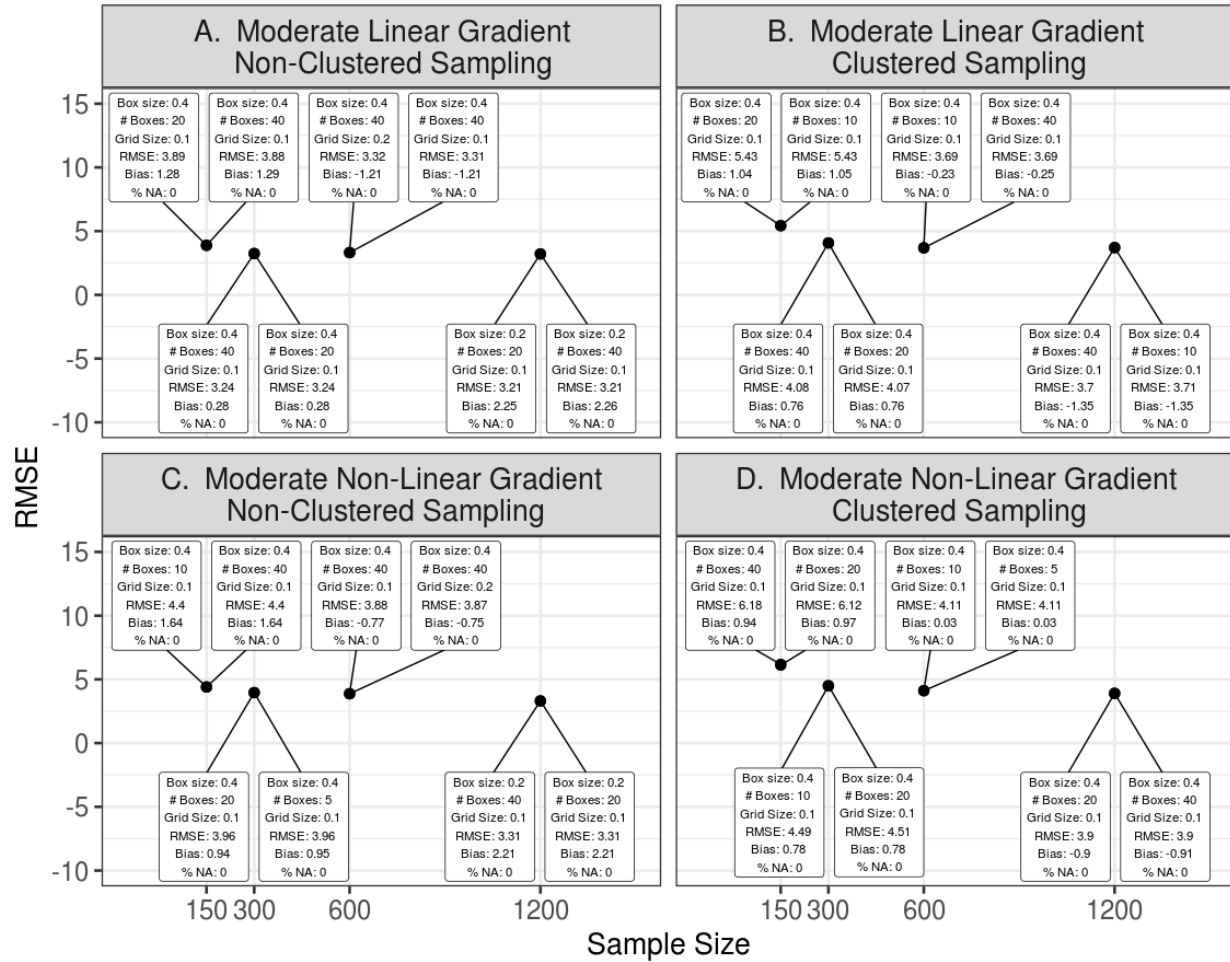 A. Moderate Linear Gradient
Non-Clustered Sampling
B. Moderate Linear Gradient
Clustered Sampling
RMSE
15
10
5
0
-5
-10
Box size: 0.4
# Boxes: 20
Grid Size: 0.1
RMSE: 3.89
Bias: 1.28
% NA: 0
Box size: 0.4
# Boxes: 40
Grid Size: 0.1
RMSE: 3.88
Bias: 1.29
% NA: 0
Box size: 0.4
# Boxes: 40
Grid Size: 0.2
RMSE: 3.32
Bias: -1.21
% NA: 0
Box size: 0.4
# Boxes: 40
Grid Size: 0.1
RMSE: 3.31
Bias: -1.21
% NA: 0
Box size: 0.4
# Boxes: 40
Grid Size: 0.1
RMSE: 3.24
Bias: 0.28
% NA: 0
Box size: 0.4
# Boxes: 20
Grid Size: 0.1
RMSE: 3.24
Bias: 0.28
% NA: 0
Box size: 0.2
# Boxes: 20
Grid Size: 0.1
RMSE: 3.21
Bias: 2.25
% NA: 0
Box size: 0.2
# Boxes: 40
Grid Size: 0.1
RMSE: 3.21
Bias: 2.26
% NA: 0
Box size: 0.4
# Boxes: 20
Grid Size: 0.1
RMSE: 5.43
Bias: 1.04
% NA: 0
Box size: 0.4
# Boxes: 10
Grid Size: 0.1
RMSE: 5.43
Bias: 1.05
% NA: 0
Box size: 0.4
# Boxes: 10
Grid Size: 0.1
RMSE: 3.69
Bias: -0.23
% NA: 0
Box size: 0.4
# Boxes: 40
Grid Size: 0.1
RMSE: 3.69
Bias: -0.25
% NA: 0
Box size: 0.4
# Boxes: 40
Grid Size: 0.1
RMSE: 4.08
Bias: 0.76
% NA: 0
Box size: 0.4
# Boxes: 20
Grid Size: 0.1
RMSE: 4.07
Bias: 0.76
% NA: 0
Box size: 0.4
# Boxes: 40
Grid Size: 0.1
RMSE: 3.7
Bias: -1.35
% NA: 0
Box size: 0.4
# Boxes: 10
Grid Size: 0.1
RMSE: 3.71
Bias: -1.35
% NA: 0
C. Moderate Non-Linear Gradient
Non-Clustered Sampling
D. Moderate Non-Linear Gradient
Clustered Sampling
15
10
5
0
-5
-10
Box size: 0.4
# Boxes: 10
Grid Size: 0.1
RMSE: 4.4
Bias: 1.64
% NA: 0
Box size: 0.4
# Boxes: 40
Grid Size: 0.1
RMSE: 4.4
Bias: 1.64
% NA: 0
Box size: 0.4
# Boxes: 40
Grid Size: 0.1
RMSE: 3.88
Bias: -0.77
% NA: 0
Box size: 0.4
# Boxes: 40
Grid Size: 0.2
RMSE: 3.87
Bias: -0.75
% NA: 0
Box size: 0.4
# Boxes: 20
Grid Size: 0.1
RMSE: 3.96
Bias: 0.94
% NA: 0
Box size: 0.4
# Boxes: 5
Grid Size: 0.1
RMSE: 3.96
Bias: 0.95
% NA: 0
Box size: 0.2
# Boxes: 40
Grid Size: 0.1
RMSE: 3.31
Bias: 2.21
% NA: 0
Box size: 0.2
# Boxes: 20
Grid Size: 0.1
RMSE: 3.31
Bias: 2.21
% NA: 0
Box size: 0.4
# Boxes: 40
Grid Size: 0.1
RMSE: 6.18
Bias: 0.94
% NA: 0
Box size: 0.4
# Boxes: 20
Grid Size: 0.1
RMSE: 6.12
Bias: 0.97
% NA: 0
Box size: 0.4
# Boxes: 10
Grid Size: 0.1
RMSE: 4.11
Bias: 0.03
% NA: 0
Box size: 0.4
# Boxes: 5
Grid Size: 0.1
RMSE: 4.11
Bias: 0.03
% NA: 0
Box size: 0.4
# Boxes: 10
Grid Size: 0.1
RMSE: 4.49
Bias: 0.78
% NA: 0
Box size: 0.4
# Boxes: 20
Grid Size: 0.1
RMSE: 4.51
Bias: 0.78
% NA: 0
Box size: 0.4
# Boxes: 20
Grid Size: 0.1
RMSE: 3.9
Bias: -0.9
% NA: 0
Box size: 0.4
# Boxes: 40
Grid Size: 0.1
RMSE: 3.9
Bias: -0.91
% NA: 0
150 300 600 1200
150 300 600 1200
Sample Size